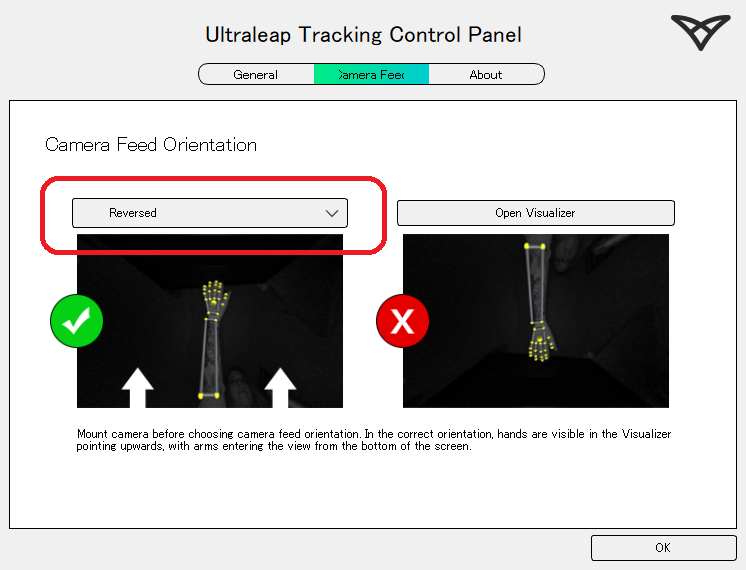 Ultraleap Tracking Control Panel
General
Camera Feed
About
Camera Feed Orientation
Reversed
Open Visualizer
X
Mount camera before choosing camera feed orientation. In the correct orientation, hands are visible in the Visualizer
pointing upwards, with arms entering the view from the bottom of the screen.
OK